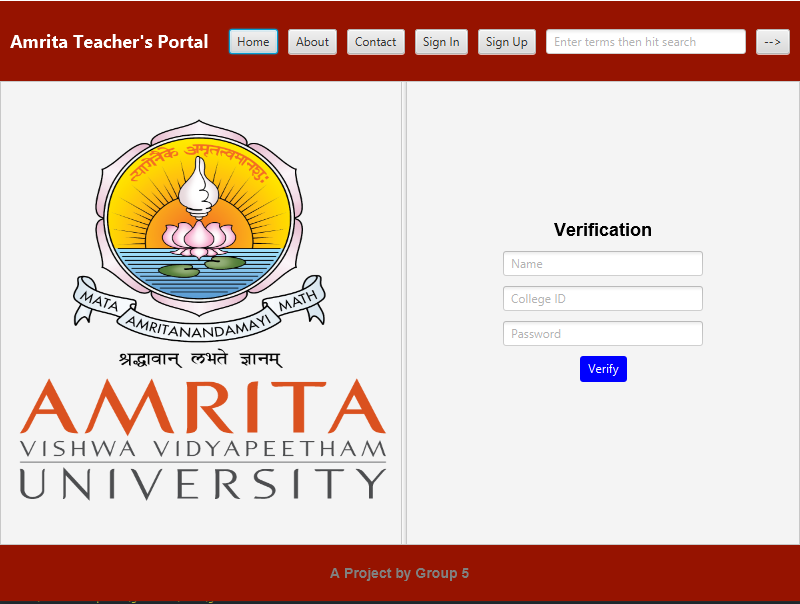 Amrita Teacher's Portal
Home
About
Contact
Sign In
Sign Up
Enter terms then hit search
-->
त्यागेनैके अमृतत्वमानशुः
MATA AMRITANANDAMAYI MATH
श्रद्धावान् लभते ज्ञानम्
AMRITA
VISHWA VIDYAPEETHAM
UNIVERSITY
Verification
Name
College ID
Password
Verify
A Project by Group 5